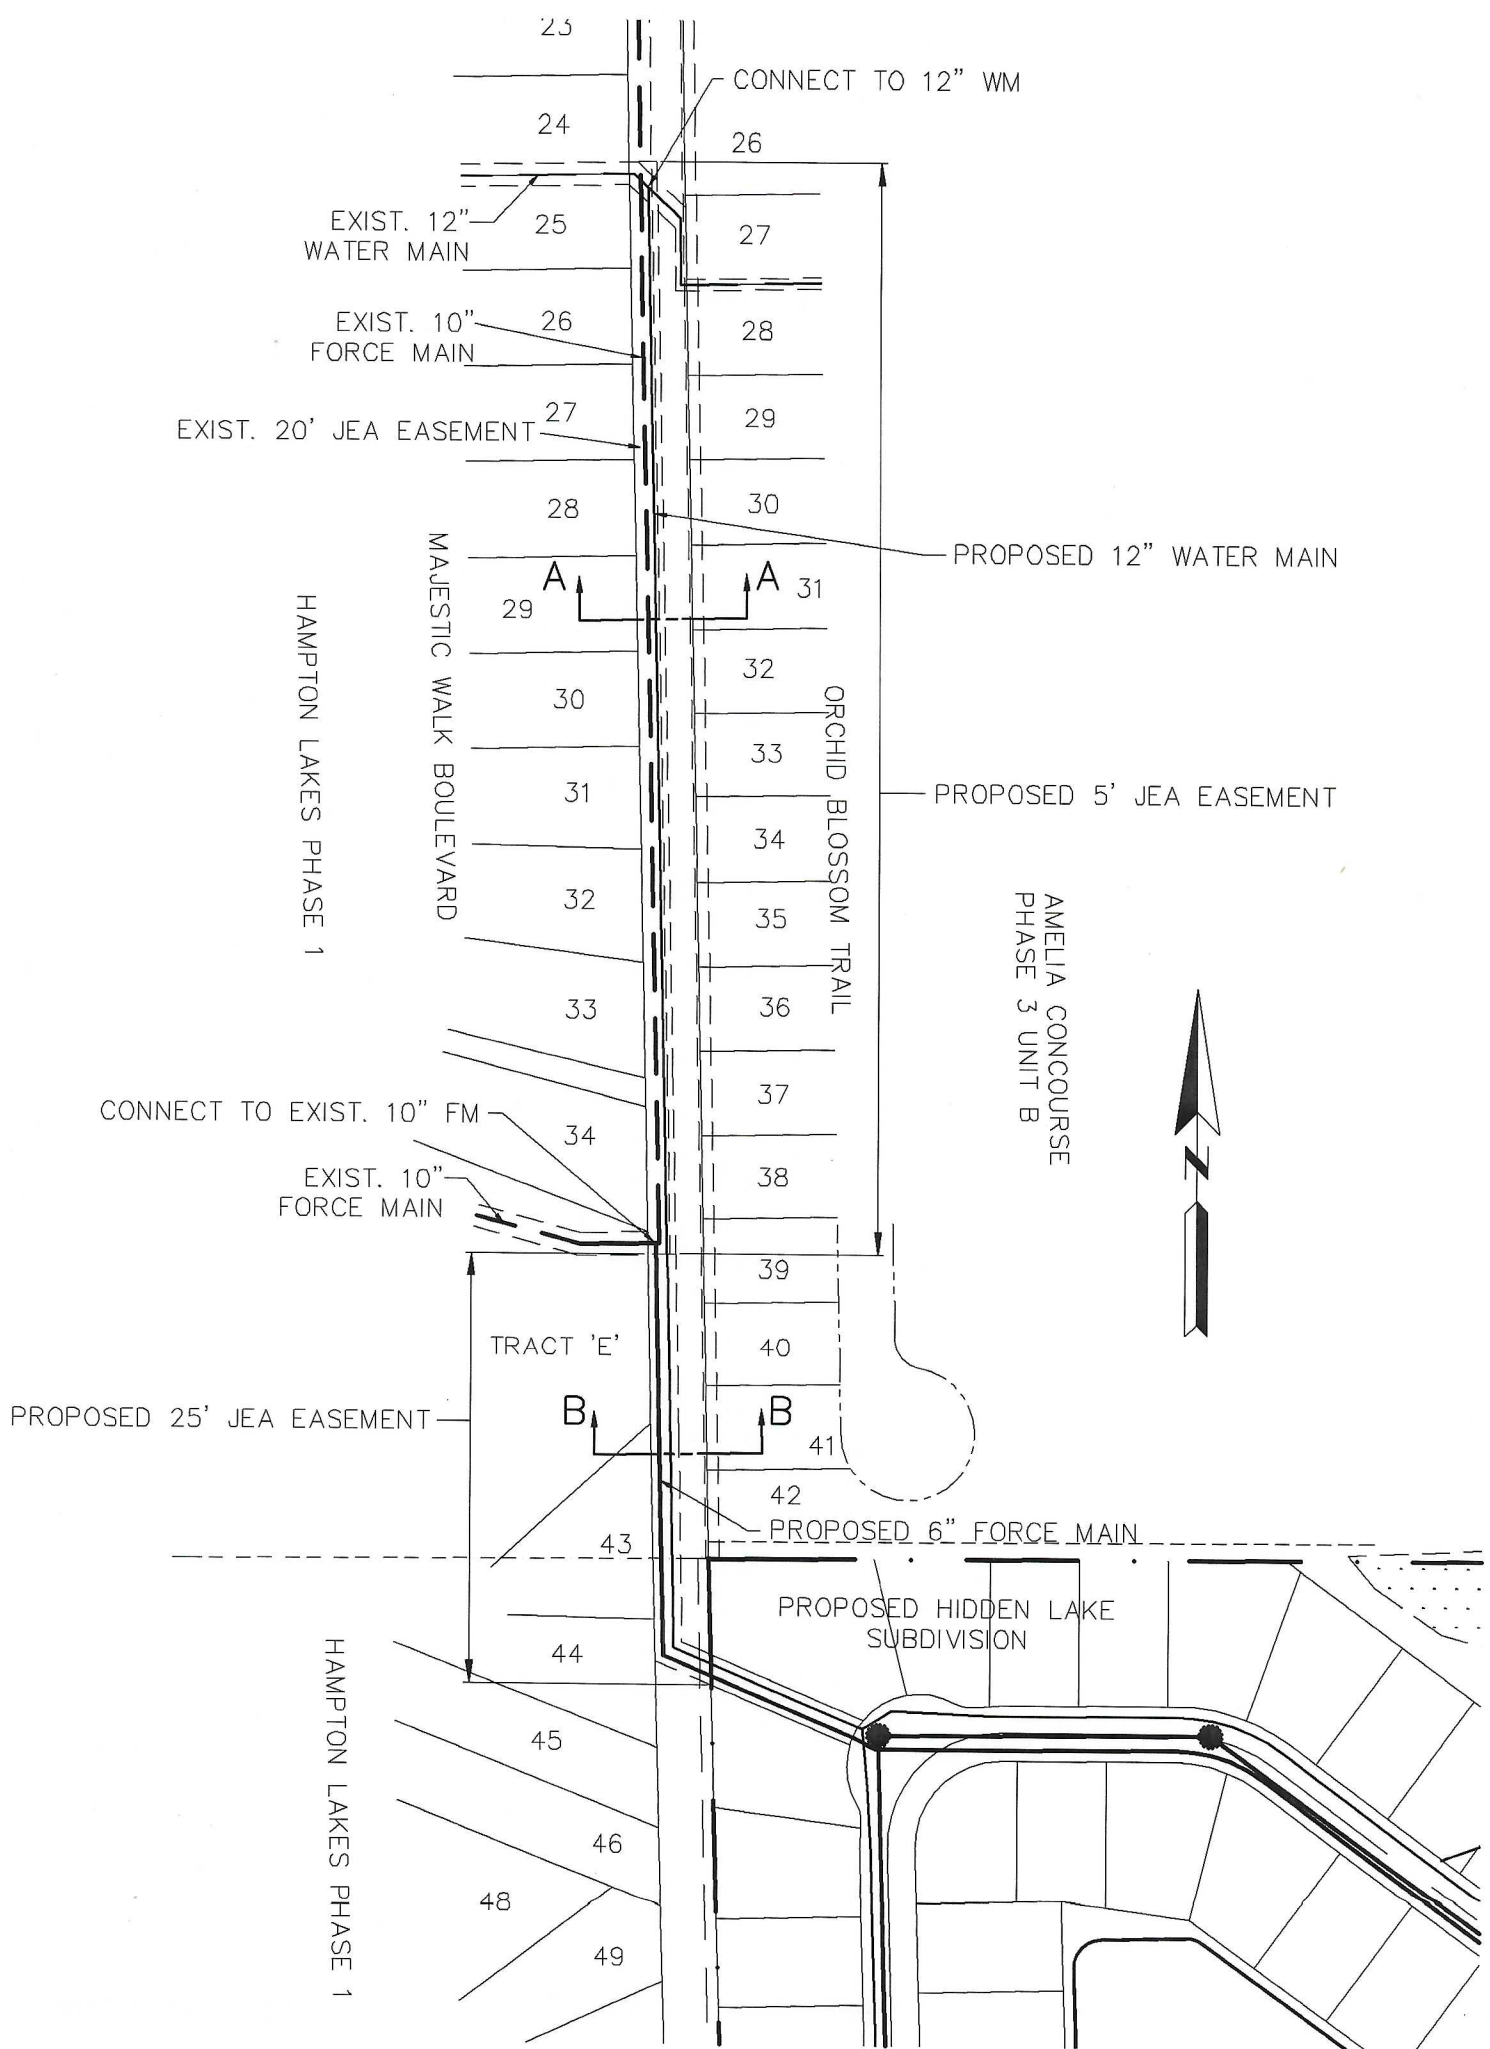 23
CONNECT TO 12" WM
24
26
EXIST. 12"
WATER MAIN
25
27
EXIST. 10"
FORCE MAIN
26
28
EXIST. 20' JEA EASEMENT
27
29
28
30
PROPOSED 12" WATER MAIN
A
A
29
31
MAJESTIC WALK BOULEVARD
HAMPTON LAKES PHASE 1
30
32
ORCHID BLOSSOM TRAIL
33
31
PROPOSED 5' JEA EASEMENT
34
32
35
AMELIA CONCOURSE
PHASE 3 UNIT B
33
36
37
CONNECT TO EXIST. 10" FM
34
EXIST. 10"
FORCE MAIN
38
N
39
TRACT 'E'
40
PROPOSED 25' JEA EASEMENT
B
B
41
42
PROPOSED 6" FORCE MAIN
43
PROPOSED HIDDEN LAKE
SUBDIVISION
44
HAMPTON LAKES PHASE 1
45
46
48
49